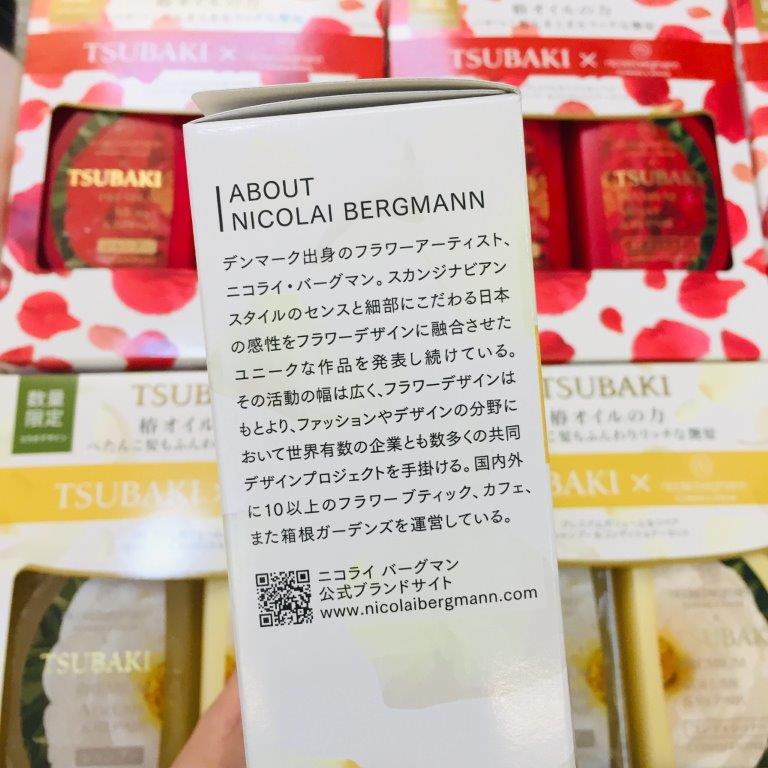 椿オイルの力
TSUBAKI ×
TSUBAKI ×
TSUBAKI
TSUBAKI
ABOUT
NICOLAI BERGMANN
デンマーク出身のフラワーアーティスト、
ニコライ・バーグマン。スカンジナビアン
スタイルのセンスと細部にこだわる日本
の感性をフラワーデザインに融合させた
ユニークな作品を発表し続けている。
その活動の幅は広く、フラワーデザインは
もとより、ファッションやデザインの分野に
おいて世界有数の企業とも数多くの共同
デザインプロジェクトを手掛ける。国内外
に10以上のフラワーブティック、カフェ、
また箱根ガーデンズを運営している。
ニコライ バーグマン
公式ブランドサイト
www.nicolaibergmann.com
数量
限定
TSUB
椿オイル
TSUBAKI
椿オイルの力
TSUBAKI
BAKI ×
TSUBAKI
TSUBAKI